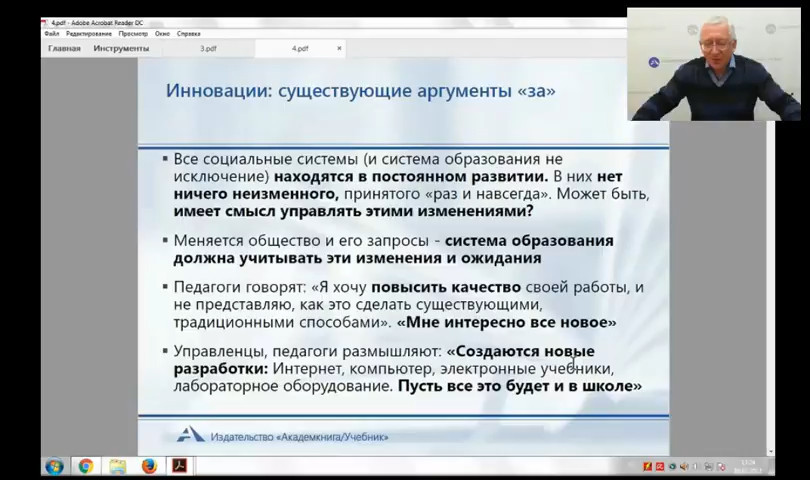 4.pdf - Adobe Acrobat Reader DC
Файл Редактирование Просмотр Окно Справка
Главная Инструменты 3.pdf 4.pdf ×
Инновации: существующие аргументы «за»
▪ Все социальные системы (и система образования не
исключение) находятся в постоянном развитии. В них нет
ничего неизменного, принятого «раз и навсегда». Может быть,
имеет смысл управлять этими изменениями?
▪ Меняется общество и его запросы - система образования
должна учитывать эти изменения и ожидания
▪ Педагоги говорят: «Я хочу повысить качество своей работы, и
не представляю, как это сделать существующими,
традиционными способами». «Мне интересно все новое»
▪ Управленцы, педагоги размышляют: «Создаются новые
разработки: Интернет, компьютер, электронные учебники,
лабораторное оборудование. Пусть все это будет и в школе»
Издательство «Академкнига/Учебник»